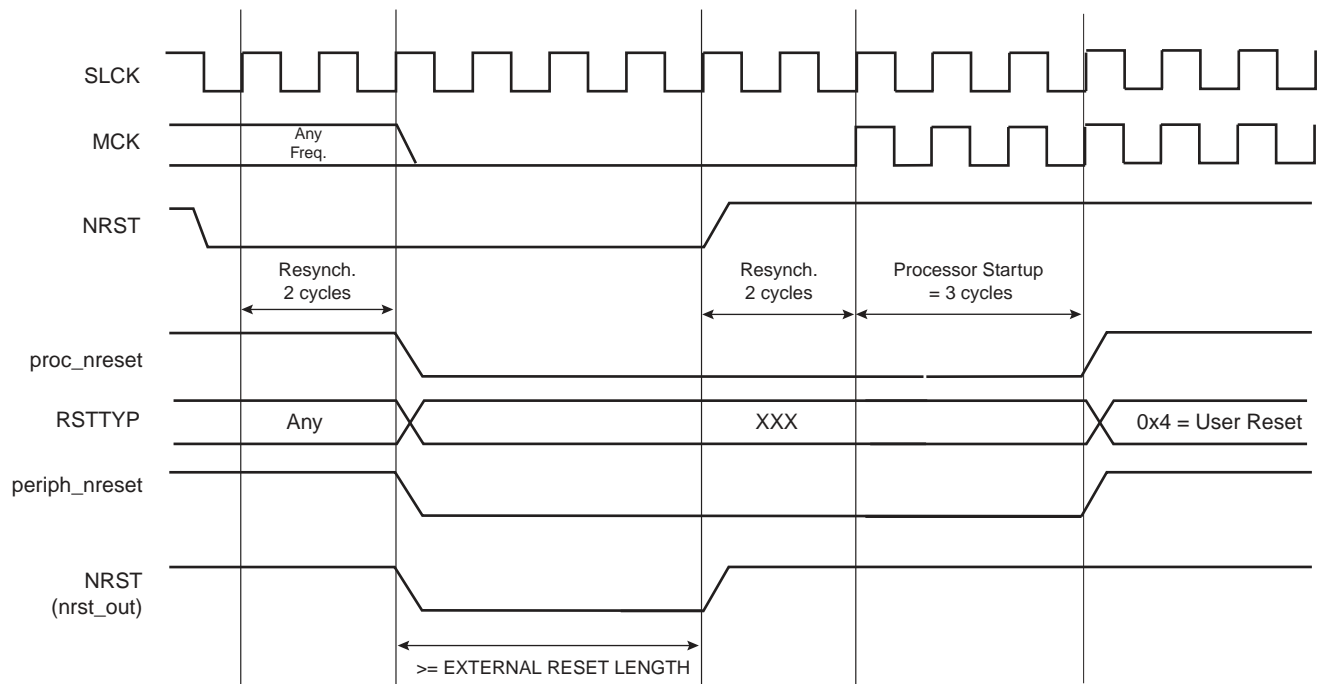 SLCK
MCK
Any
Freq.
NRST
Resynch.
2 cycles
Resynch.
2 cycles
Processor Startup
= 3 cycles
proc_nreset
RSTTYP
Any
XXX
0x4 = User Reset
periph_nreset
NRST
(nrst_out)
>= EXTERNAL RESET LENGTH